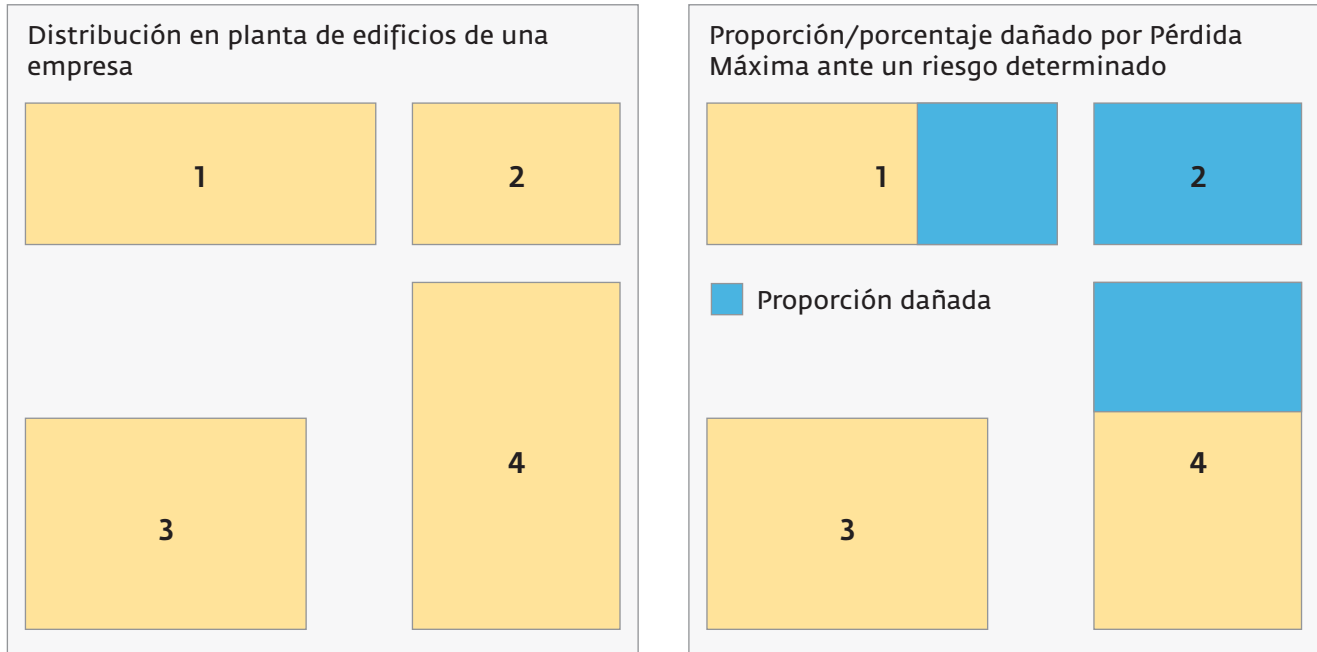 Distribución en planta de edificios de una
empresa
1
2
3
4
Proporción/porcentaje dañado por Pérdida
Máxima ante un riesgo determinado
1
2
Proporción dañada
3
4